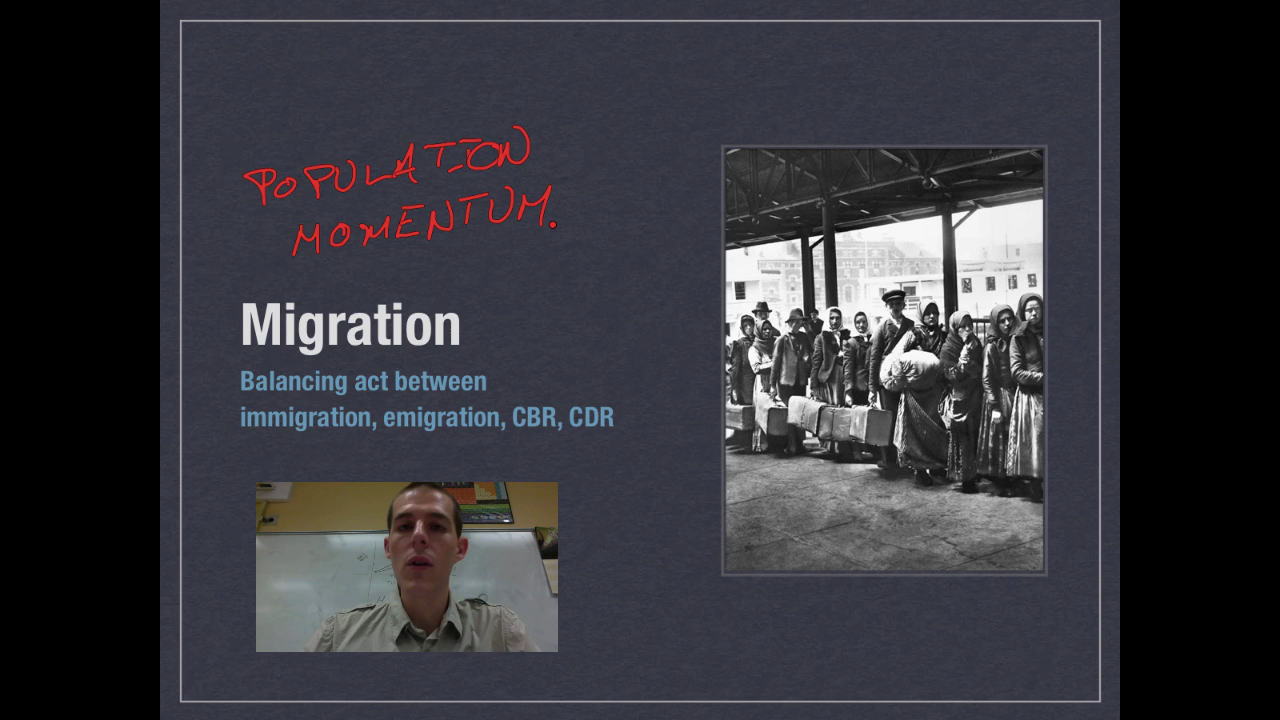 POPULATION
MOMENTUM.
Migration
Balancing act between
immigration, emigration, CBR, CDR